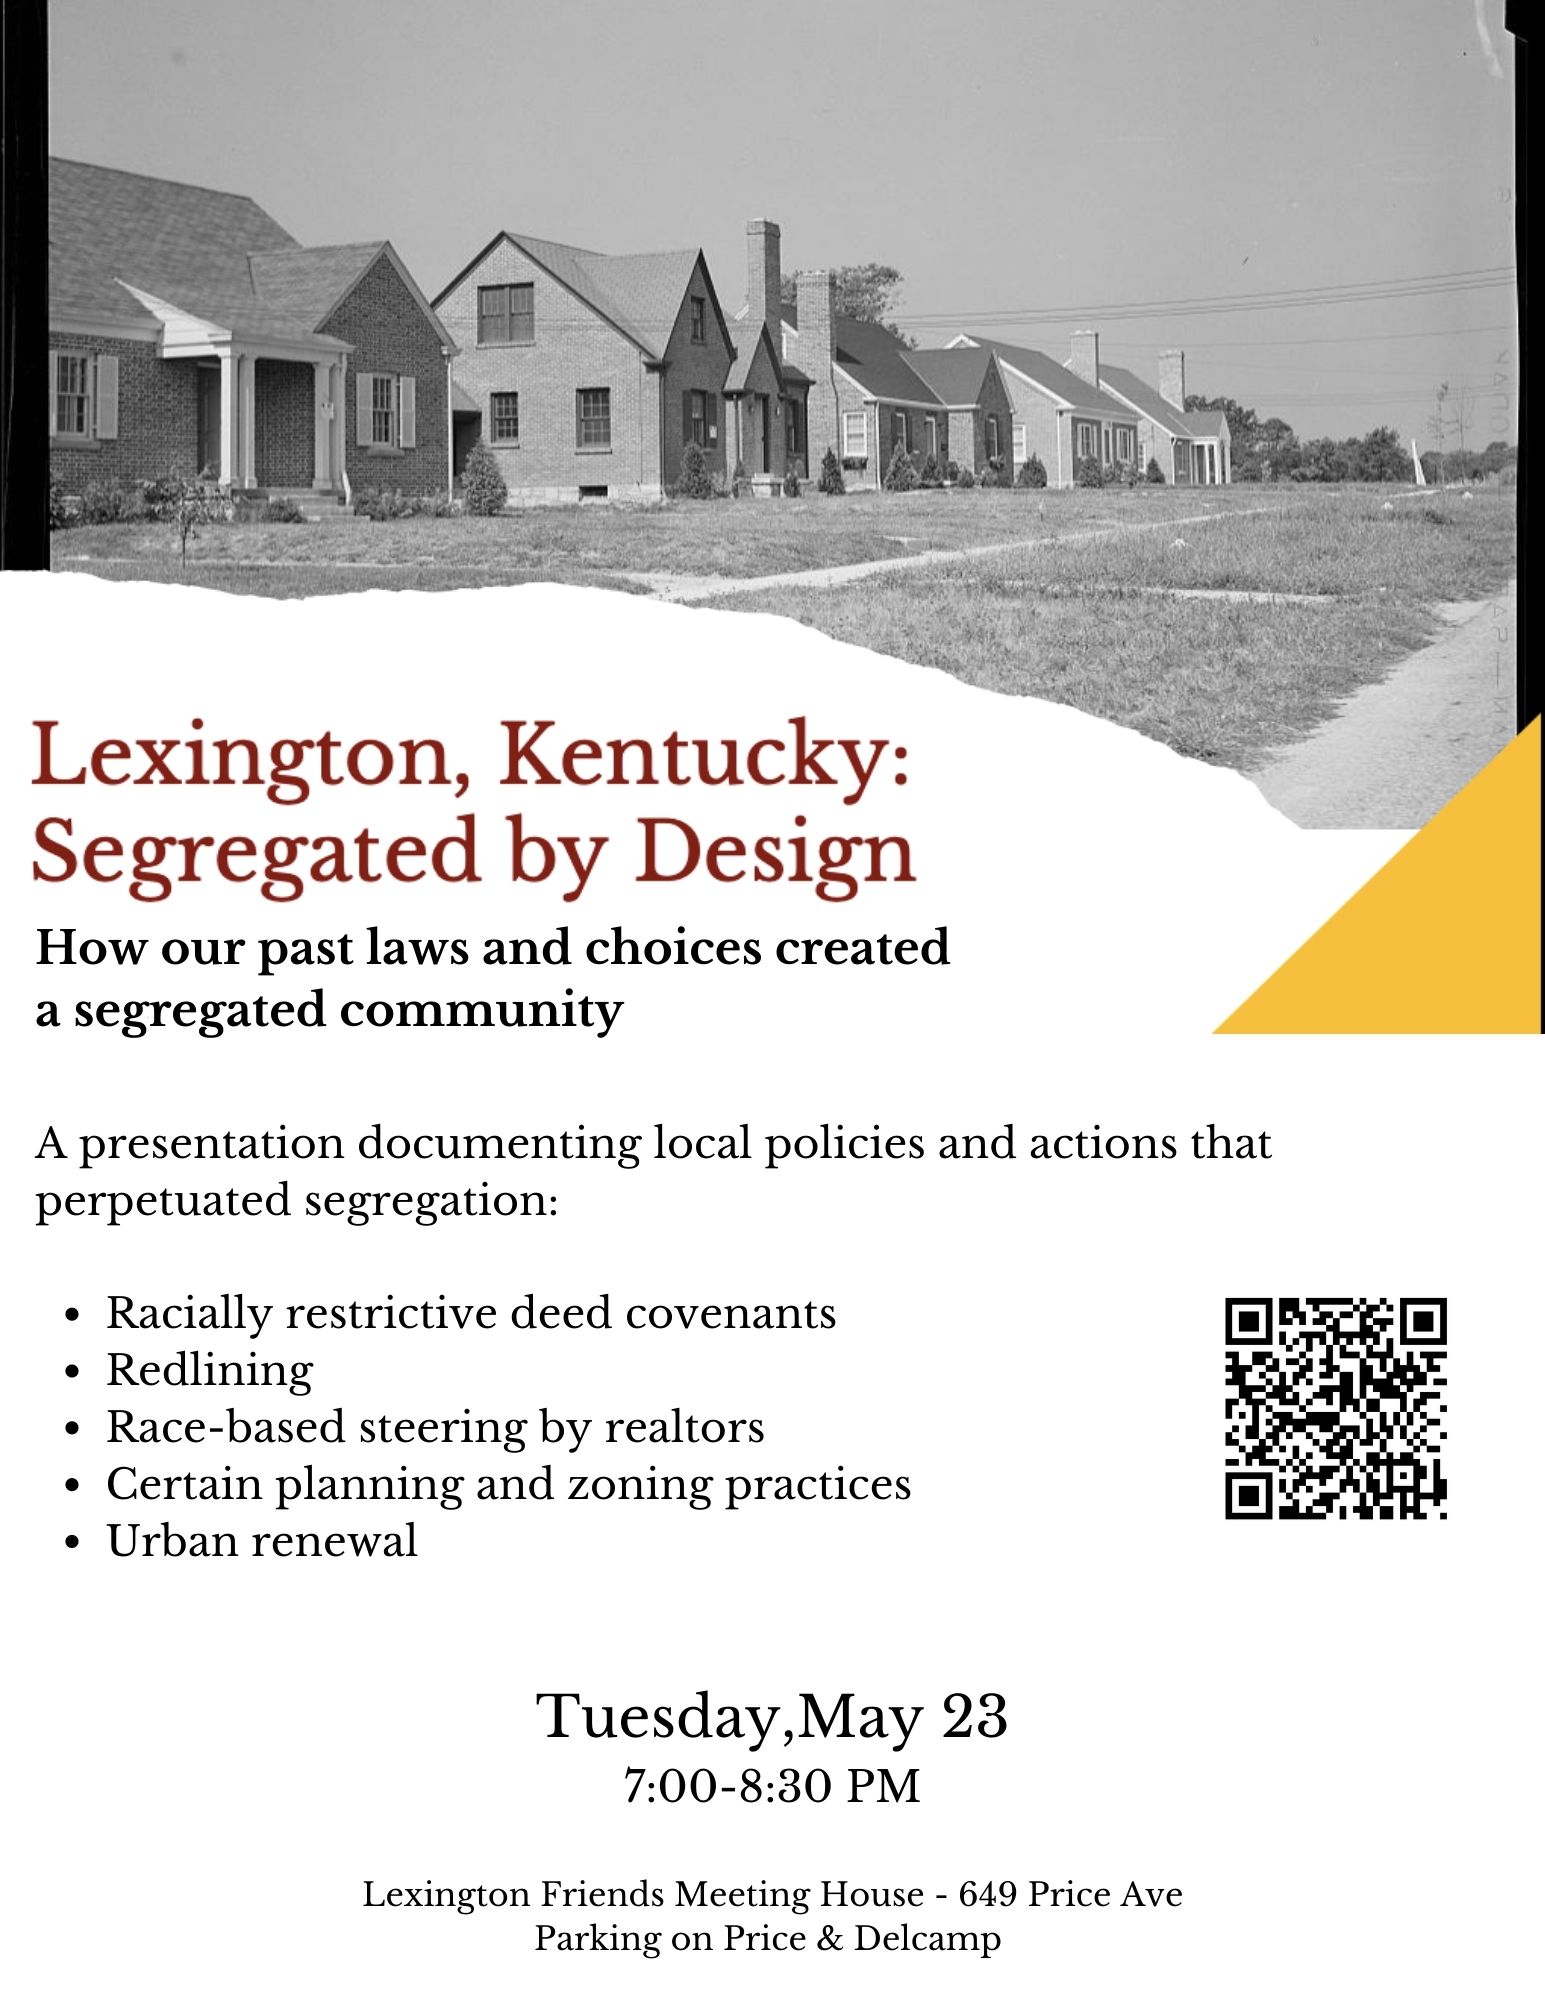 Lexington, Kentucky:
Segregated by Design
How our past laws and choices created
a segregated community
A presentation documenting local policies and actions that
perpetuated segregation:
• Racially restrictive deed covenants
• Redlining
• Race-based steering by realtors
• Certain planning and zoning practices
• Urban renewal
Tuesday,May 23
7:00-8:30 PM
Lexington Friends Meeting House - 649 Price Ave
Parking on Price & Delcamp